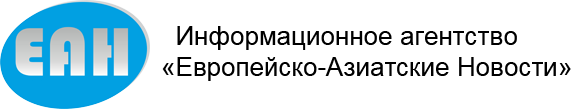 ЕАН
Информационное агентство
«Европейско-Азиатские Новости»